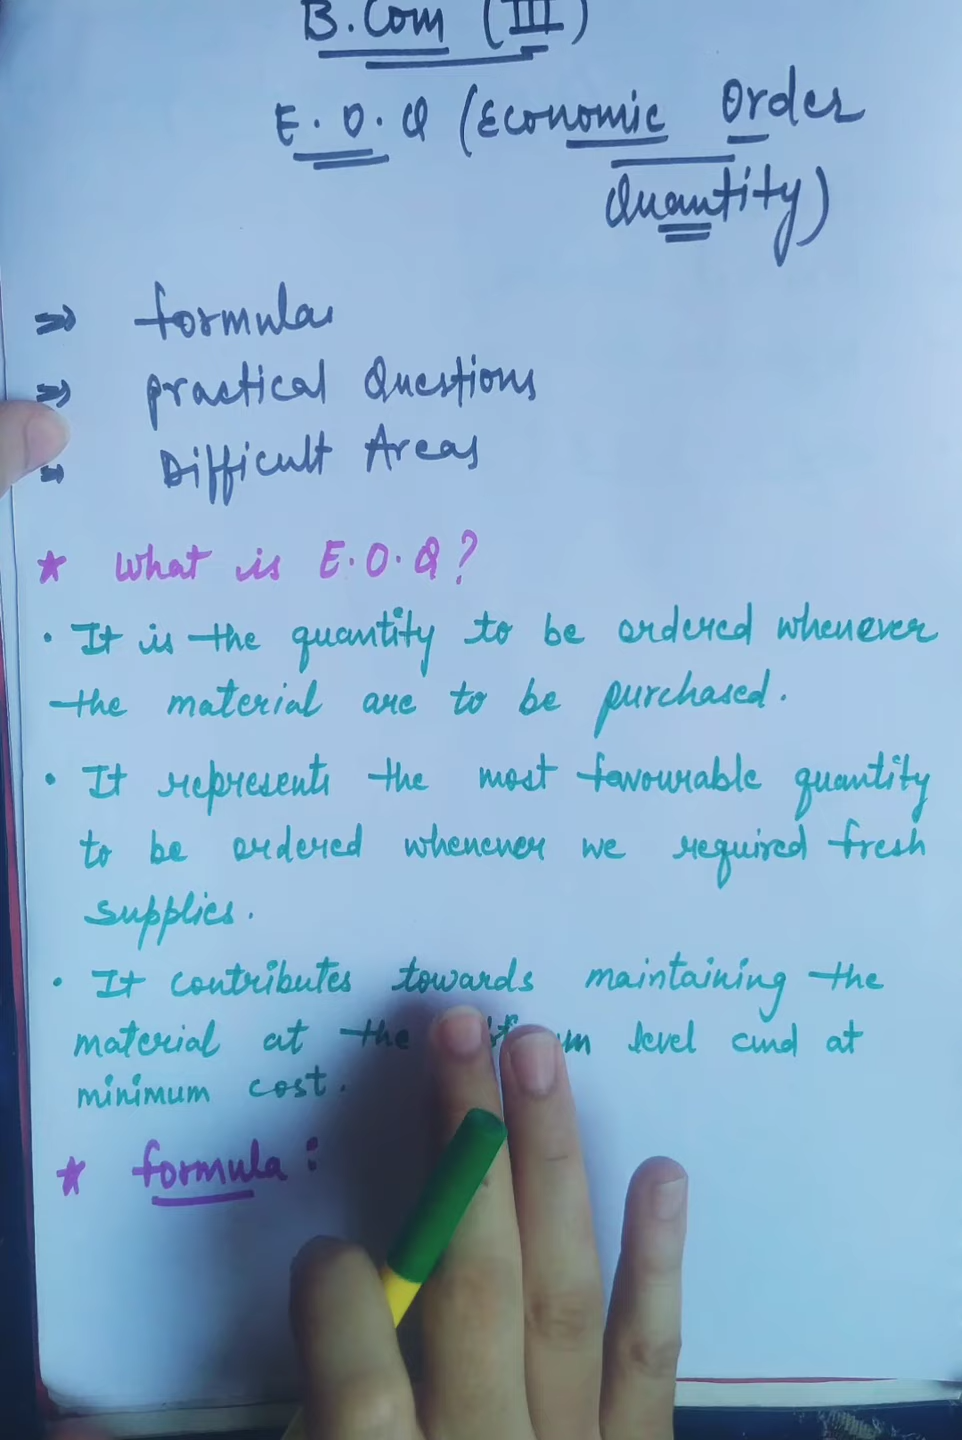 B.Com (III)
E.O.Q (Economic Order
Quantity)
⇒ formulas
⇒ Practical Questions
⇒ Difficult Areas
★ What is E.O.Q?
• It is the quantity to be ordered whenever
the material are to be purchased.
• It represents the most favourable quantity
to be ordered whenever we required fresh
supplies.
• It contributes towards maintaining the
material at the level and at
minimum cost.
★ formula: